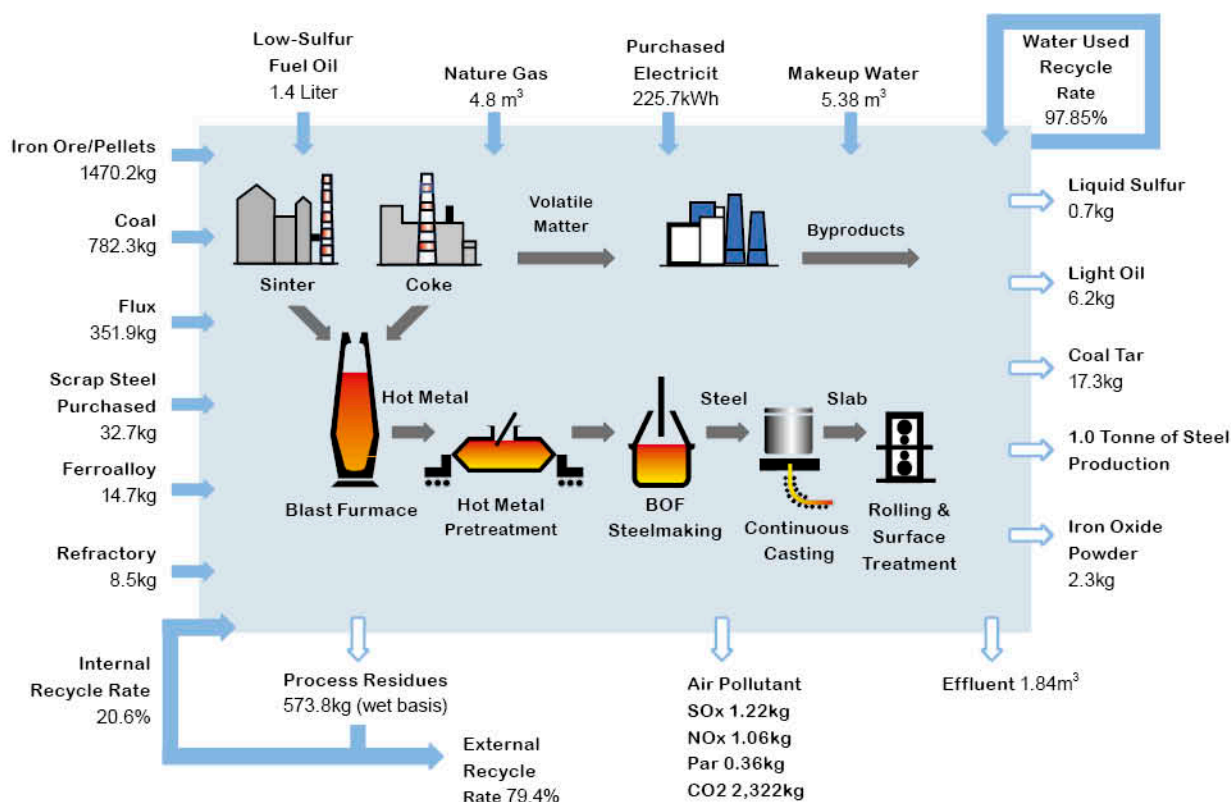 Low-Sulfur
Fuel Oil
1.4 Liter
Nature Gas
4.8 m³
Purchased
Electricit
225.7kWh
Makeup Water
5.38 m³
Water Used
Recycle
Rate
97.85%
Iron Ore/Pellets
1470.2kg
Coal
782.3kg
Flux
351.9kg
Scrap Steel
Purchased
32.7kg
Ferroalloy
14.7kg
Refractory
8.5kg
Sinter
Coke
Volatile
Matter
Byproducts
Blast Furnace
Hot Metal
Hot Metal
Pretreatment
BOF
Steelmaking
Steel
Continuous
Casting
Slab
Rolling &
Surface
Treatment
Liquid Sulfur
0.7kg
Light Oil
6.2kg
Coal Tar
17.3kg
1.0 Tonne of Steel
Production
Iron Oxide
Powder
2.3kg
Internal
Recycle Rate
20.6%
Process Residues
573.8kg (wet basis)
External
Recycle
Rate 79.4%
Air Pollutant
SOx 1.22kg
NOx 1.06kg
Par 0.36kg
CO2 2,322kg
Effluent 1.84m³